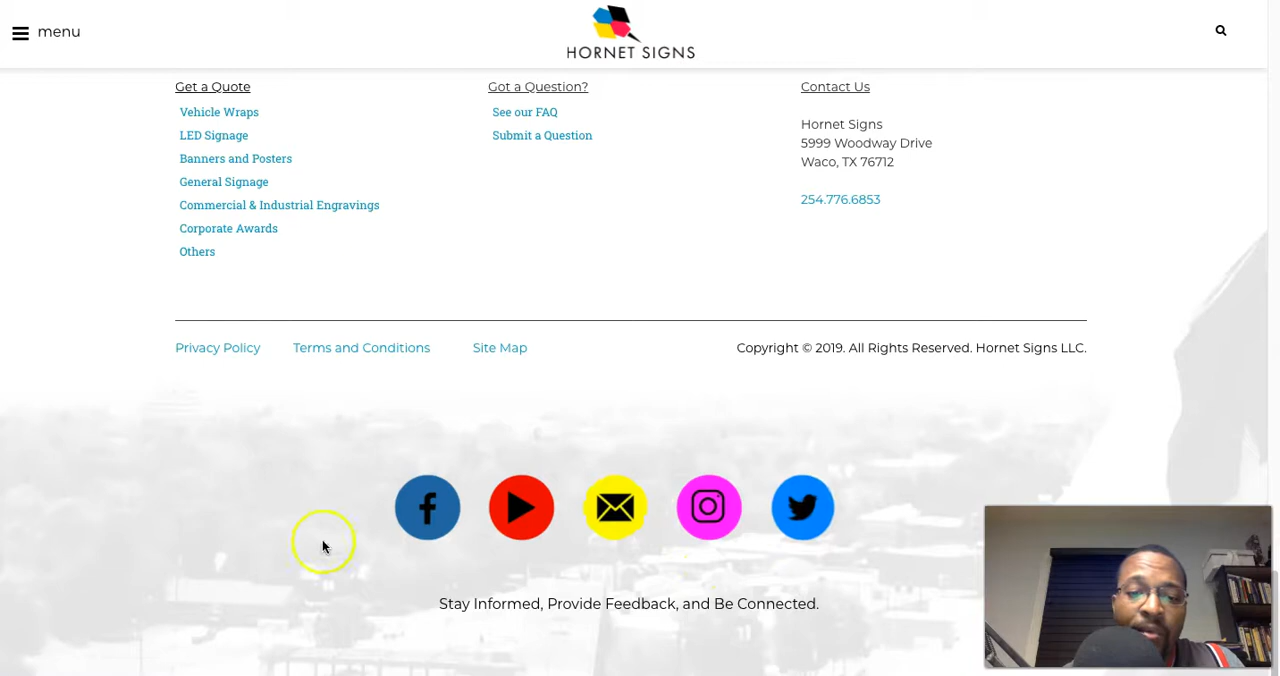 menu
HORNET SIGNS
Get a Quote
Vehicle Wraps
LED Signage
Banners and Posters
General Signage
Commercial & Industrial Engravings
Corporate Awards
Others
Got a Question?
See our FAQ
Submit a Question
Contact Us
Hornet Signs
5999 Woodway Drive
Waco, TX 76712
254.776.6853
Privacy Policy
Terms and Conditions
Site Map
Copyright © 2019. All Rights Reserved. Hornet Signs LLC.
Stay Informed, Provide Feedback, and Be Connected.